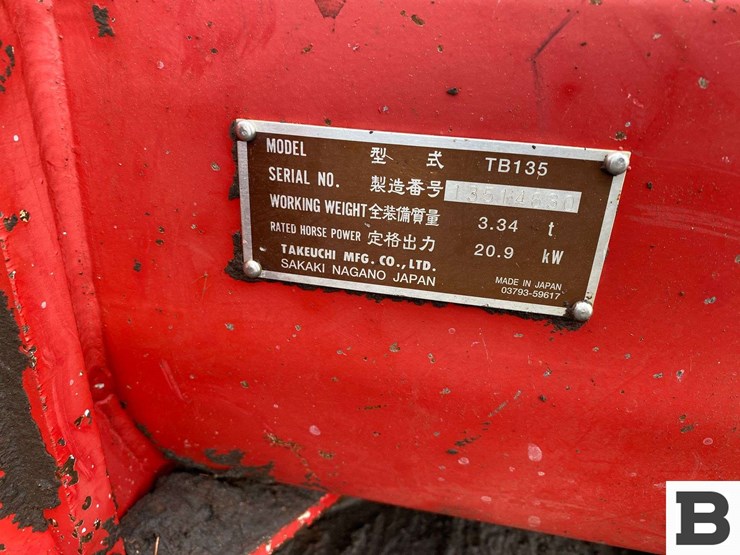 MODEL 型 式 TB135
SERIAL NO. 製造番号
WORKING WEIGHT 全装備質量 3.34 t
RATED HORSE POWER 定格出力 20.9 kW
TAKEUCHI MFG. CO., LTD.
SAKAKI NAGANO JAPAN
MADE IN JAPAN
03793-59617
B